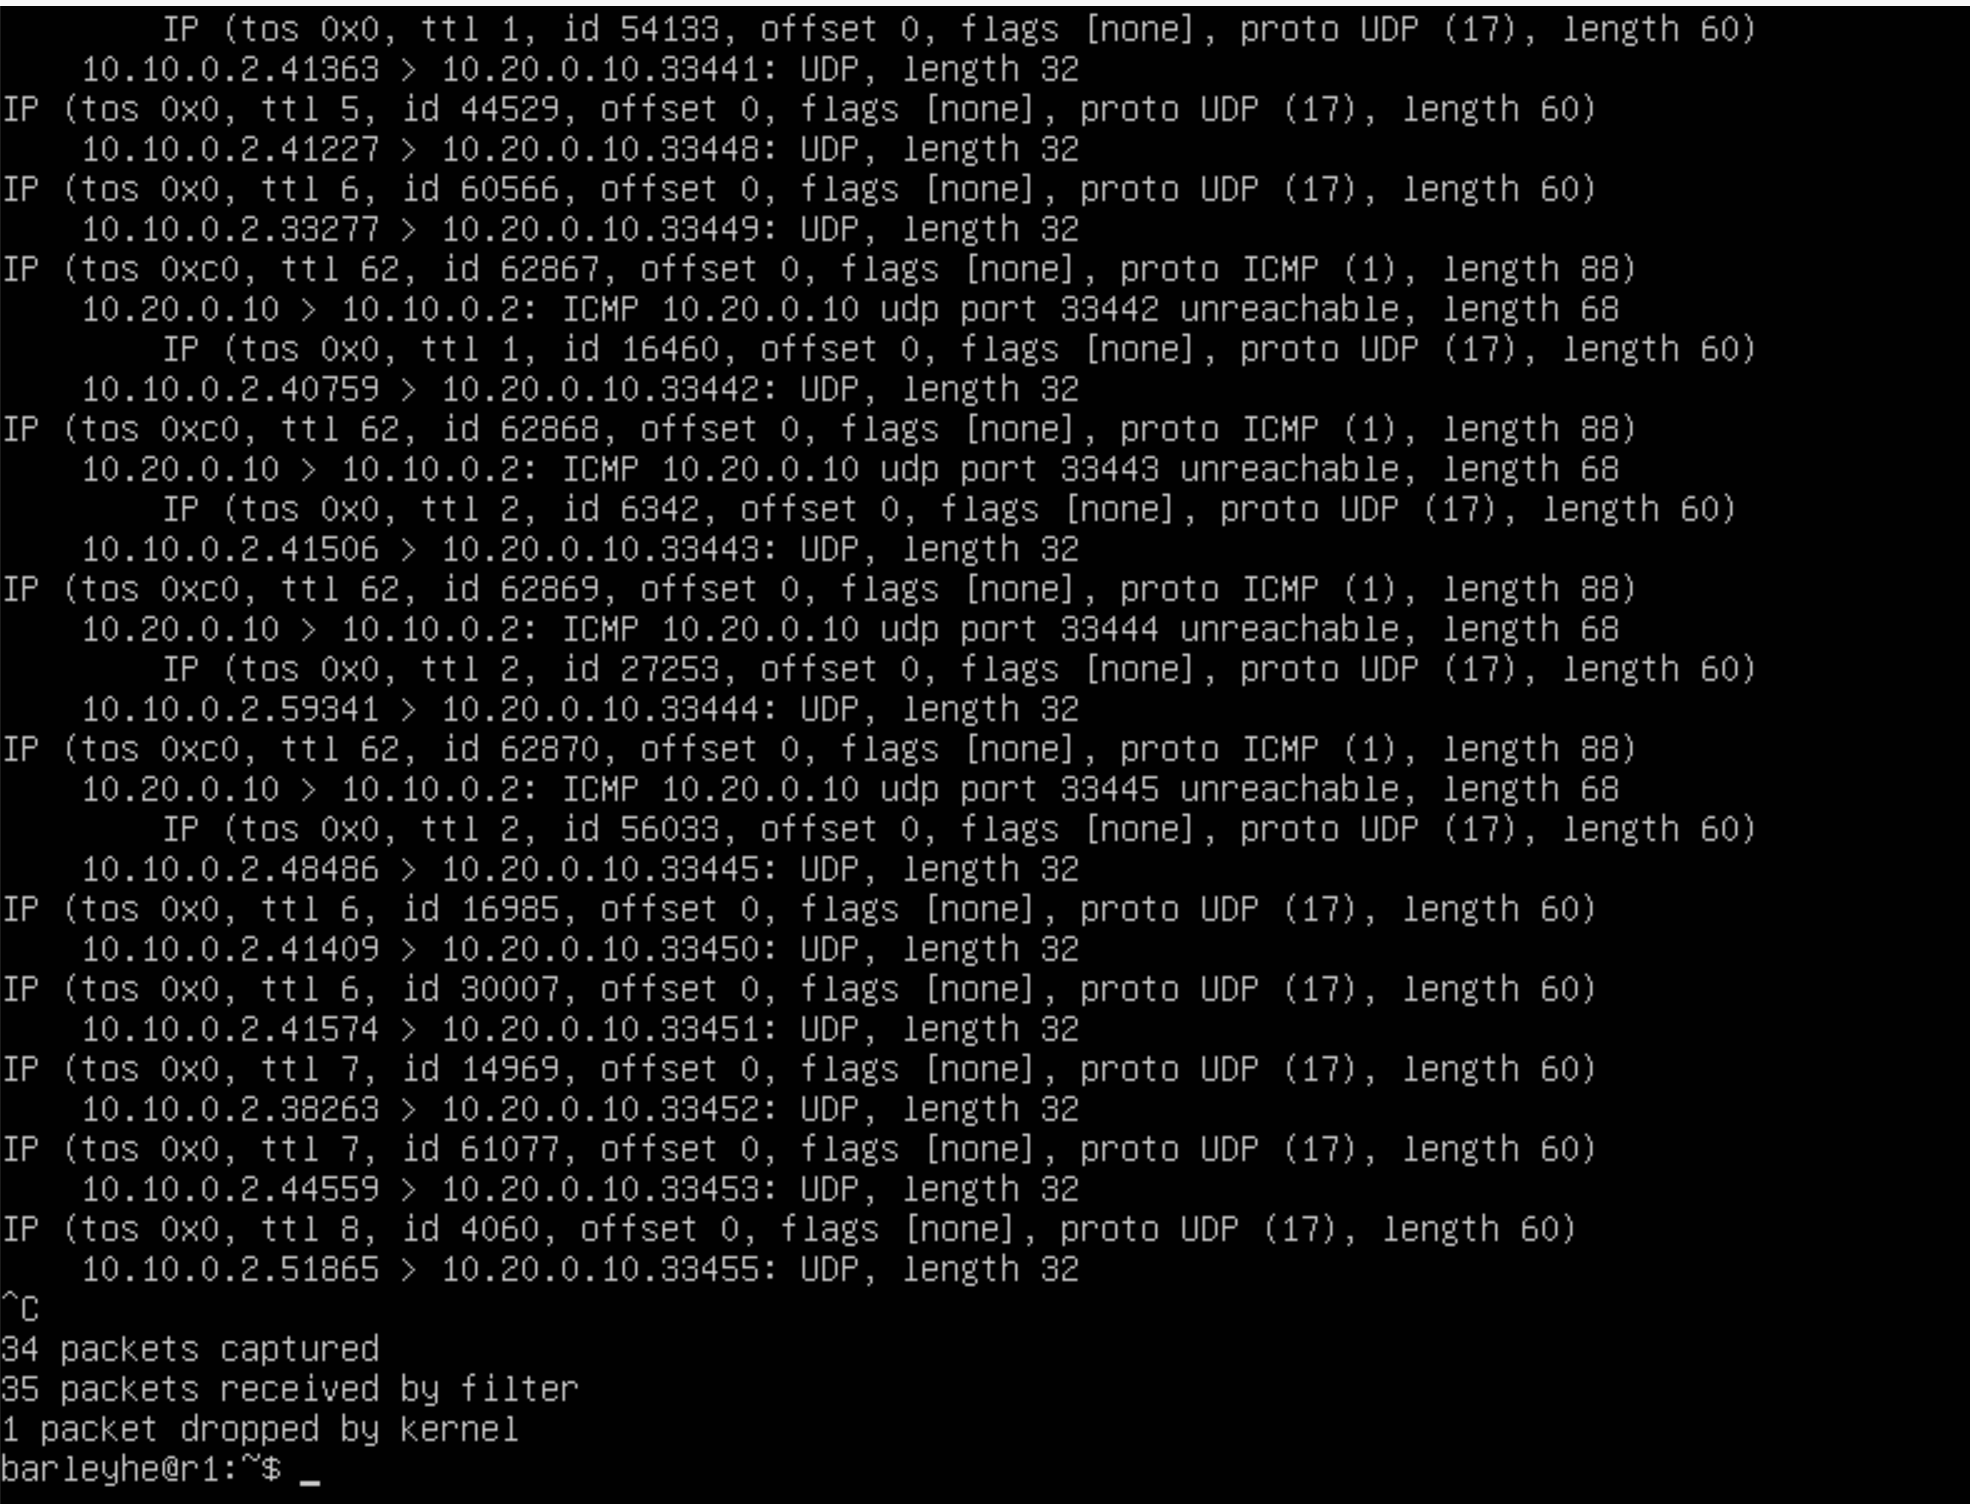 IP (tos 0x0, ttl 1, id 54133, offset 0, flags [none], proto UDP (17), length 60)
10.10.0.2.41363 > 10.20.0.10.33441: UDP, length 32
IP (tos 0x0, ttl 5, id 44529, offset 0, flags [none], proto UDP (17), length 60)
10.10.0.2.41227 > 10.20.0.10.33448: UDP, length 32
IP (tos 0x0, ttl 6, id 60566, offset 0, flags [none], proto UDP (17), length 60)
10.10.0.2.33277 > 10.20.0.10.33449: UDP, length 32
IP (tos 0xc0, ttl 62, id 62867, offset 0, flags [none], proto ICMP (1), length 88)
10.20.0.10 > 10.10.0.2: ICMP 10.20.0.10 udp port 33442 unreachable, length 68
IP (tos 0x0, ttl 1, id 16460, offset 0, flags [none], proto UDP (17), length 60)
10.10.0.2.40759 > 10.20.0.10.33442: UDP, length 32
IP (tos 0xc0, ttl 62, id 62868, offset 0, flags [none], proto ICMP (1), length 88)
10.20.0.10 > 10.10.0.2: ICMP 10.20.0.10 udp port 33443 unreachable, length 68
IP (tos 0x0, ttl 2, id 6342, offset 0, flags [none], proto UDP (17), length 60)
10.10.0.2.41506 > 10.20.0.10.33443: UDP, length 32
IP (tos 0xc0, ttl 62, id 62869, offset 0, flags [none], proto ICMP (1), length 88)
10.20.0.10 > 10.10.0.2: ICMP 10.20.0.10 udp port 33444 unreachable, length 68
IP (tos 0x0, ttl 2, id 27253, offset 0, flags [none], proto UDP (17), length 60)
10.10.0.2.59341 > 10.20.0.10.33444: UDP, length 32
IP (tos 0xc0, ttl 62, id 62870, offset 0, flags [none], proto ICMP (1), length 88)
10.20.0.10 > 10.10.0.2: ICMP 10.20.0.10 udp port 33445 unreachable, length 68
IP (tos 0x0, ttl 2, id 56033, offset 0, flags [none], proto UDP (17), length 60)
10.10.0.2.48486 > 10.20.0.10.33445: UDP, length 32
IP (tos 0x0, ttl 6, id 16985, offset 0, flags [none], proto UDP (17), length 60)
10.10.0.2.41409 > 10.20.0.10.33450: UDP, length 32
IP (tos 0x0, ttl 6, id 30007, offset 0, flags [none], proto UDP (17), length 60)
10.10.0.2.41574 > 10.20.0.10.33451: UDP, length 32
IP (tos 0x0, ttl 7, id 14969, offset 0, flags [none], proto UDP (17), length 60)
10.10.0.2.38263 > 10.20.0.10.33452: UDP, length 32
IP (tos 0x0, ttl 7, id 61077, offset 0, flags [none], proto UDP (17), length 60)
10.10.0.2.44559 > 10.20.0.10.33453: UDP, length 32
IP (tos 0x0, ttl 8, id 4060, offset 0, flags [none], proto UDP (17), length 60)
10.10.0.2.51865 > 10.20.0.10.33455: UDP, length 32
^C
34 packets captured
35 packets received by filter
1 packet dropped by kernel
barleyhe@r1:~$ _